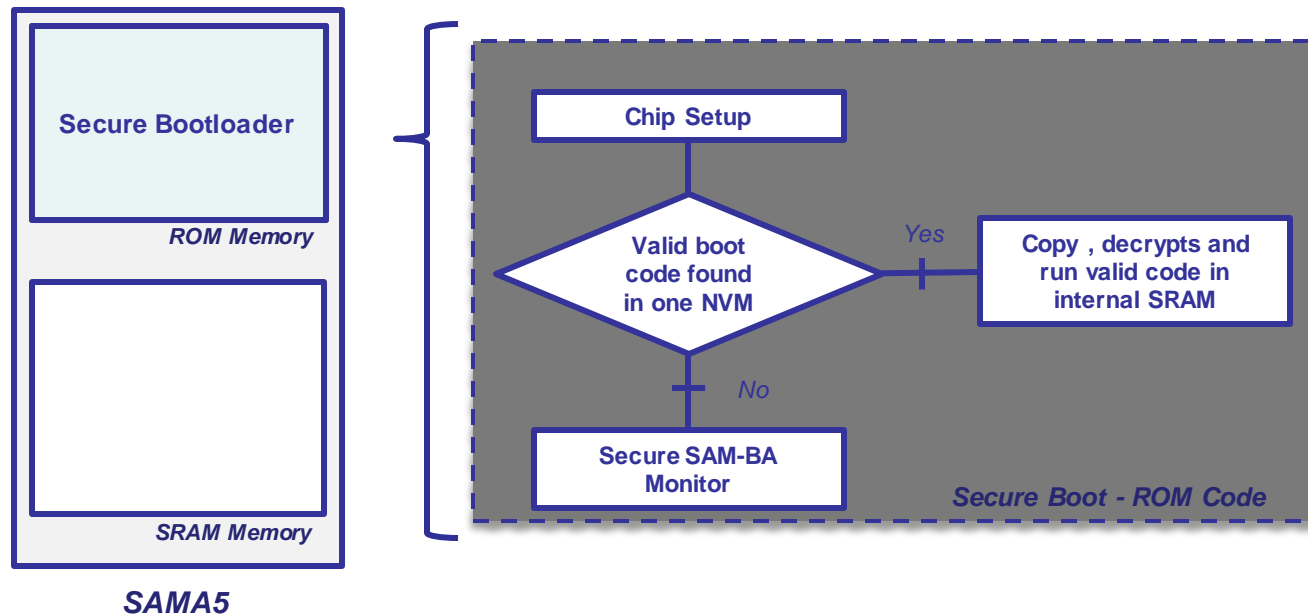 Secure Bootloader
ROM Memory
SRAM Memory
SAMA5
Chip Setup
Valid boot
code found
in one NVM
Yes
Copy , decrypts and
run valid code in
internal SRAM
No
Secure SAM-BA
Monitor
Secure Boot - ROM Code